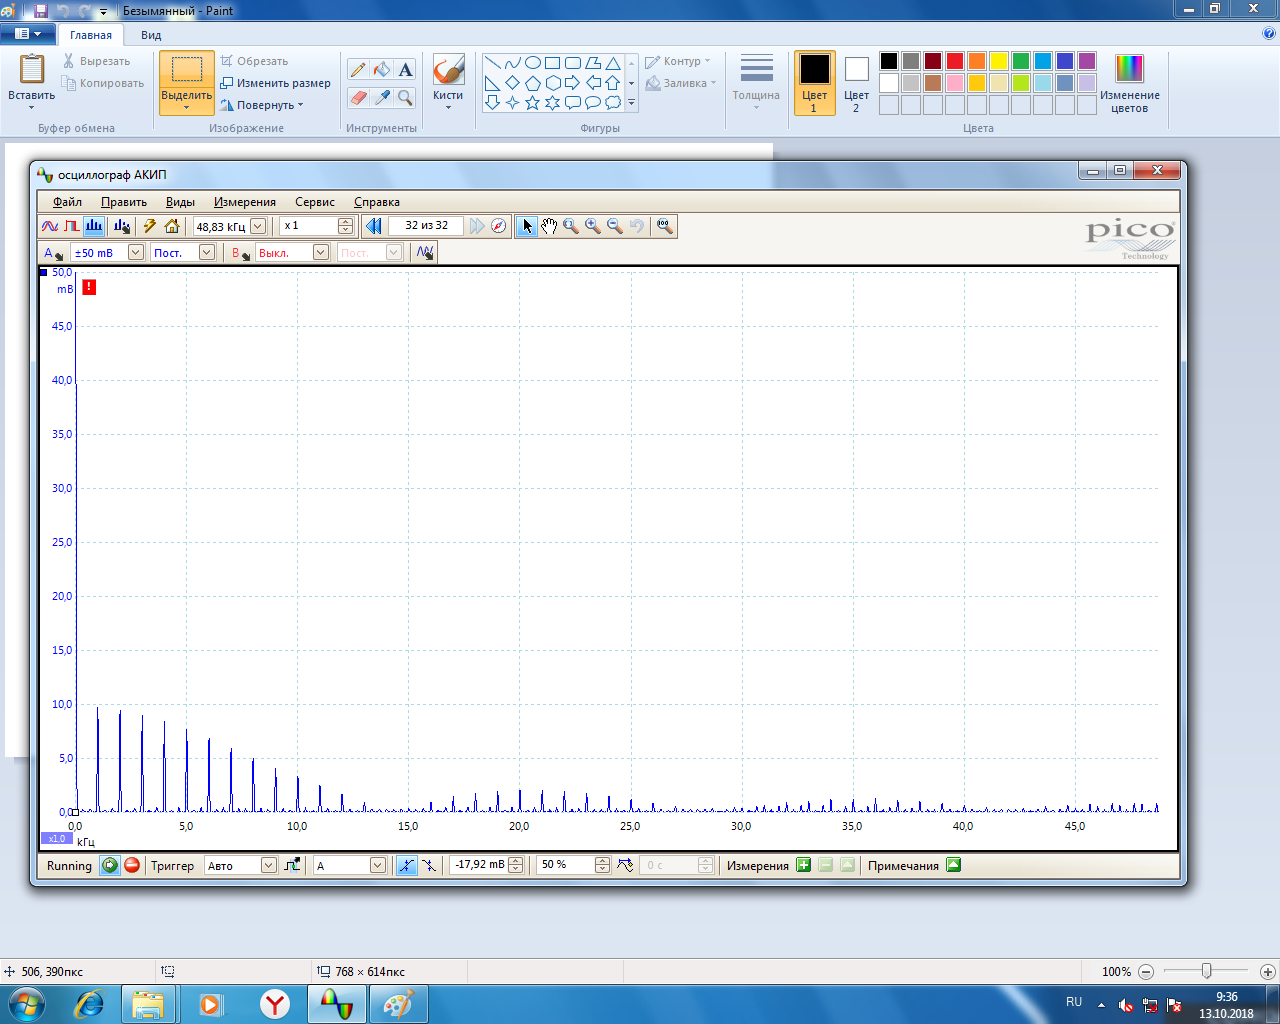 Безымянный - Paint
Главная Вид
Вставить
Вырезать
Копировать
Буфер обмена
Выделить
Обрезать
Изменить размер
Повернуть
Изображение
Инструменты
Кисти
Контур
Заливка
Фигуры
Толщина
Цвет 1
Цвет 2
Изменение цветов
Цвета
осциллограф АКИП
Файл Править Виды Измерения Сервис Справка
48,83 кГц x 1 32 из 32
pico
Technology
A ±50 mВ Пост. B Выкл. Пост.
50,0
mВ
45,0
40,0
35,0
30,0
25,0
20,0
15,0
10,0
5,0
0,0
0,0 5,0 10,0 15,0 20,0 25,0 30,0 35,0 40,0 45,0
x1,0 кГц
Running Триггер Авто A -17,92 mВ 50 % 0 с Измерения Примечания
506, 390пкс 768 × 614пкс 100%
RU 9:36
13.10.2018